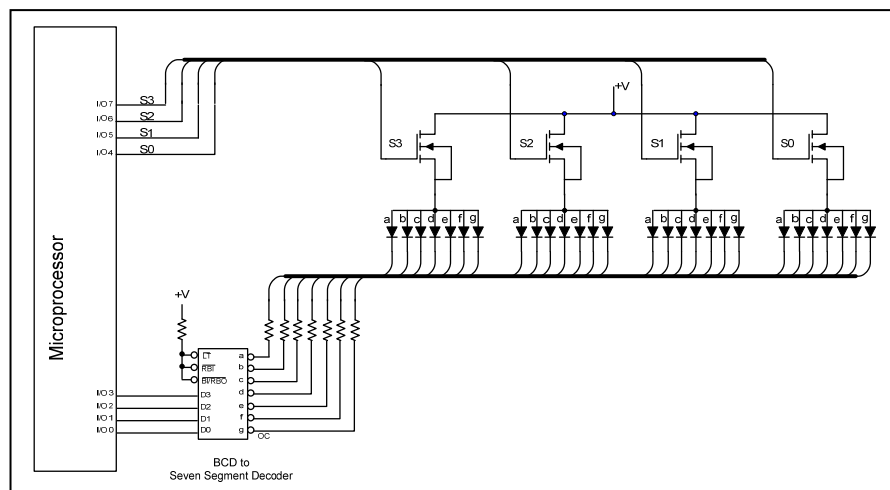 Microprocessor
I/O7
I/O6
I/O5
I/O4
S3
S2
S1
S0
+V
S3
S2
S1
S0
a b c d e f g
a b c d e f g
a b c d e f g
a b c d e f g
+V
LT
RBI
BI/RBO
D3
D2
D1
D0
a
b
c
d
e
f
g
OC
I/O3
I/O2
I/O1
I/O0
BCD to
Seven Segment Decoder